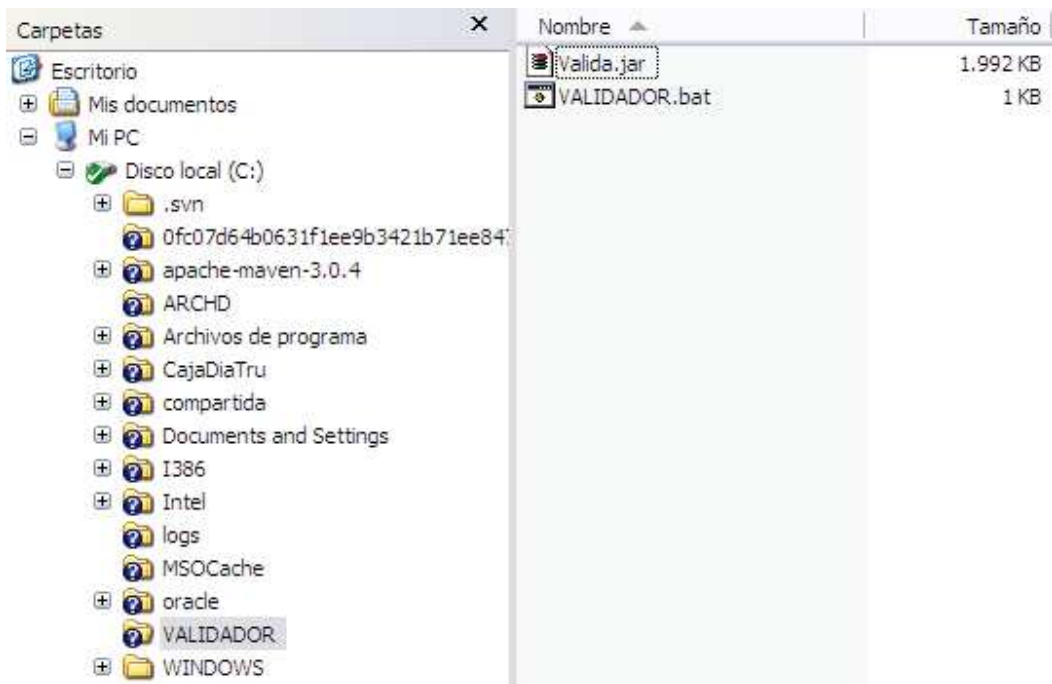 Carpetas
Escritorio
Mis documentos
Mi PC
Disco local (C:)
.svn
0fc07d64b0631f1ee9b3421b71ee847
apache-maven-3.0.4
ARCHD
Archivos de programa
CajaDiaTru
compartida
Documents and Settings
I386
Intel
logs
MSOCache
oracle
VALIDADOR
WINDOWS
Nombre Tamaño
Valida.jar 1.992 KB
VALIDADOR.bat 1 KB